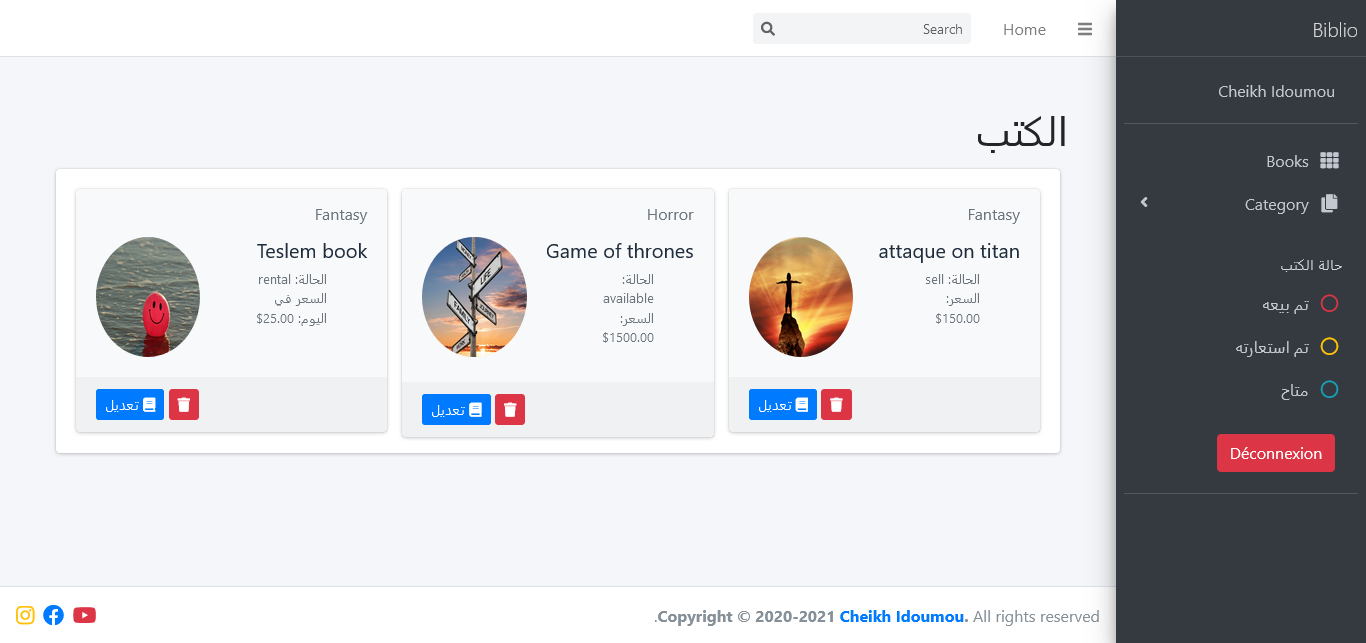 Biblio
Cheikh Idoumou
Books
Category
حالة الكتب
تم بيعه
تم استعارته
متاح
Déconnexion
Home
Search
الكتب
Fantasy
attaque on titan
الحالة: sell
السعر:
$150.00
تعديل
Horror
Game of thrones
الحالة:
available
السعر:
$1500.00
LIFE
FAMILY
تعديل
Fantasy
Teslem book
الحالة: rental
السعر في
اليوم: $25.00
تعديل
.Copyright © 2020-2021 Cheikh Idoumou. All rights reserved